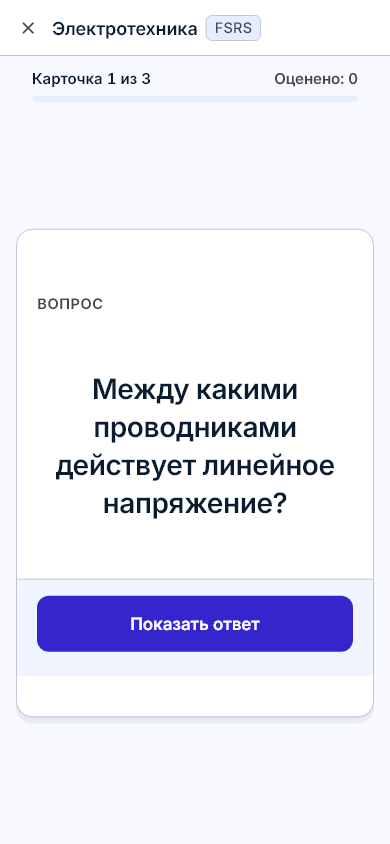 Электротехника FSRS
Карточка 1 из 3 Оценено: 0
ВОПРОС
Между какими
проводниками
действует линейное
напряжение?
Показать ответ